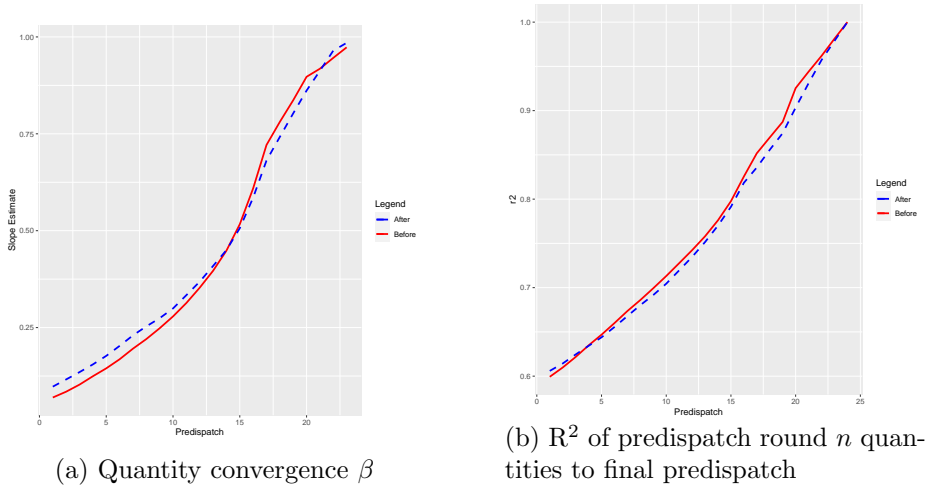 1.00
0.75
0.50
0.25
Slope Estimate
0
5
10
15
20
Predispatch
Legend
After
Before
(a) Quantity convergence β
1.0
0.9
0.8
0.7
0.6
r2
0
5
10
15
20
25
Predispatch
Legend
After
Before
(b) R² of predispatch round n quan-
tities to final predispatch